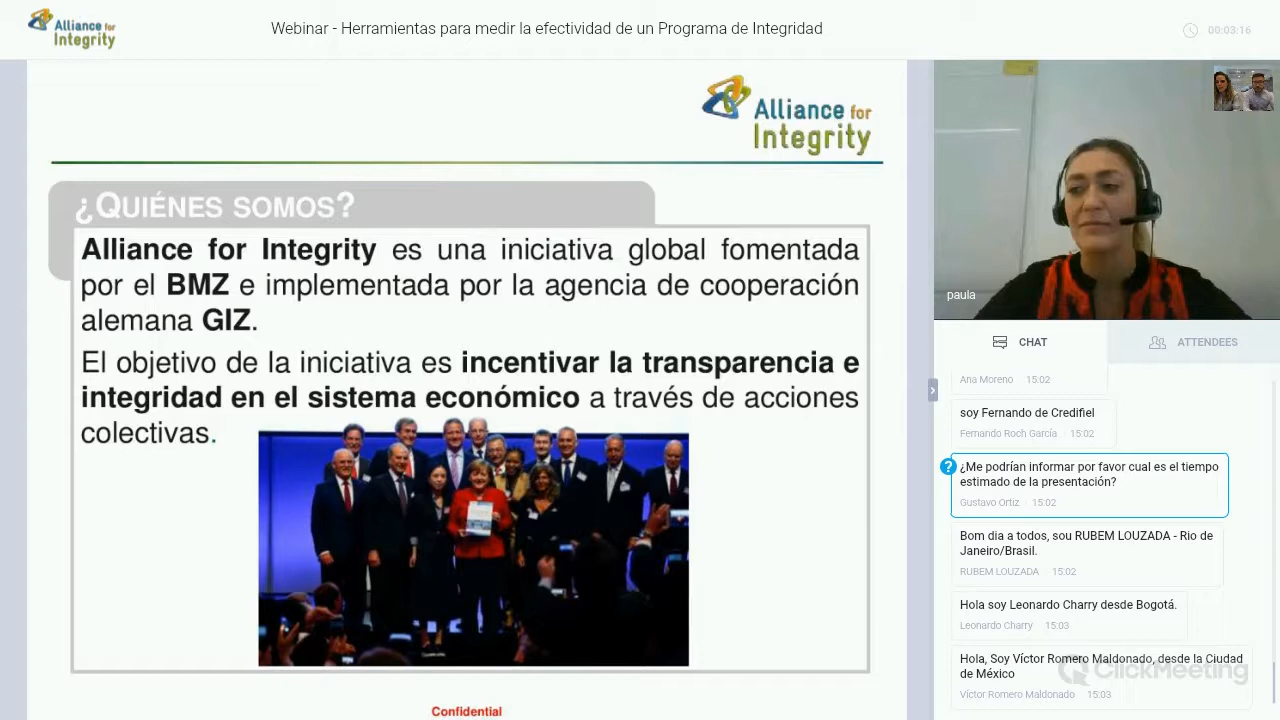 Alliance for
Integrity
Webinar - Herramientas para medir la efectividad de un Programa de Integridad
00:03:16
Alliance for
Integrity
¿QUIÉNES SOMOS?
Alliance for Integrity es una iniciativa global fomentada
por el BMZ e implementada por la agencia de cooperación
alemana GIZ.
El objetivo de la iniciativa es incentivar la transparencia e
integridad en el sistema económico a través de acciones
colectivas.
Confidential
paula
CHAT
ATTENDEES
Ana Moreno 15:02
soy Fernando de Credifiel
Fernando Roch García 15:02
?
¿Me podrían informar por favor cual es el tiempo
estimado de la presentación?
Gustavo Ortiz 15:02
Bom dia a todos, sou RUBEM LOUZADA - Rio de
Janeiro/Brasil.
RUBEM LOUZADA 15:02
Hola soy Leonardo Charry desde Bogotá.
Leonardo Charry 15:03
Hola, Soy Víctor Romero Maldonado, desde la Ciudad
de México
Víctor Romero Maldonado 15:03
ClickMeeting